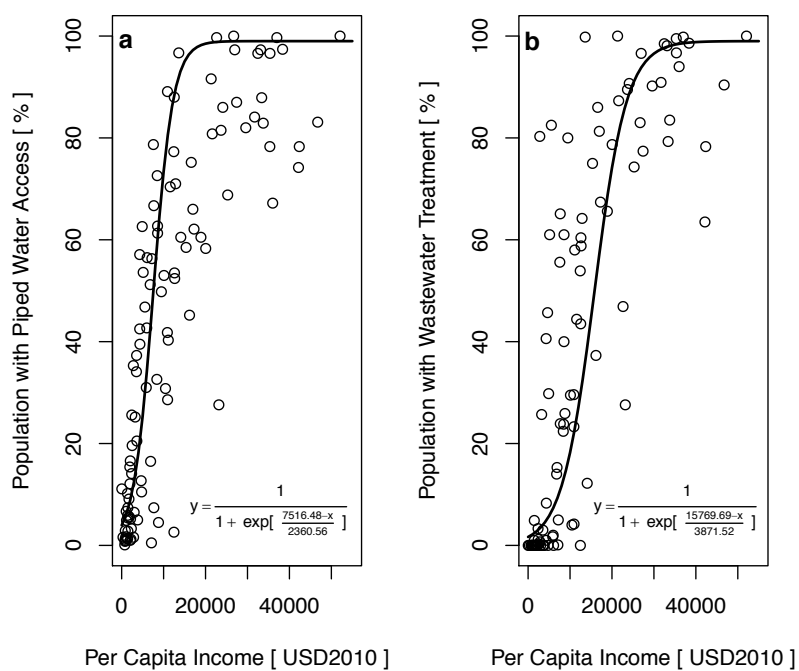 a
Population with Piped Water Access [ % ]
100
80
60
40
20
0
y = 1 / 1 + exp[ 7516.48−x / 2360.56 ]
0 20000 40000
Per Capita Income [ USD2010 ]
b
Population with Wastewater Treatment [ % ]
100
80
60
40
20
0
y = 1 / 1 + exp[ 15769.69−x / 3871.52 ]
0 20000 40000
Per Capita Income [ USD2010 ]